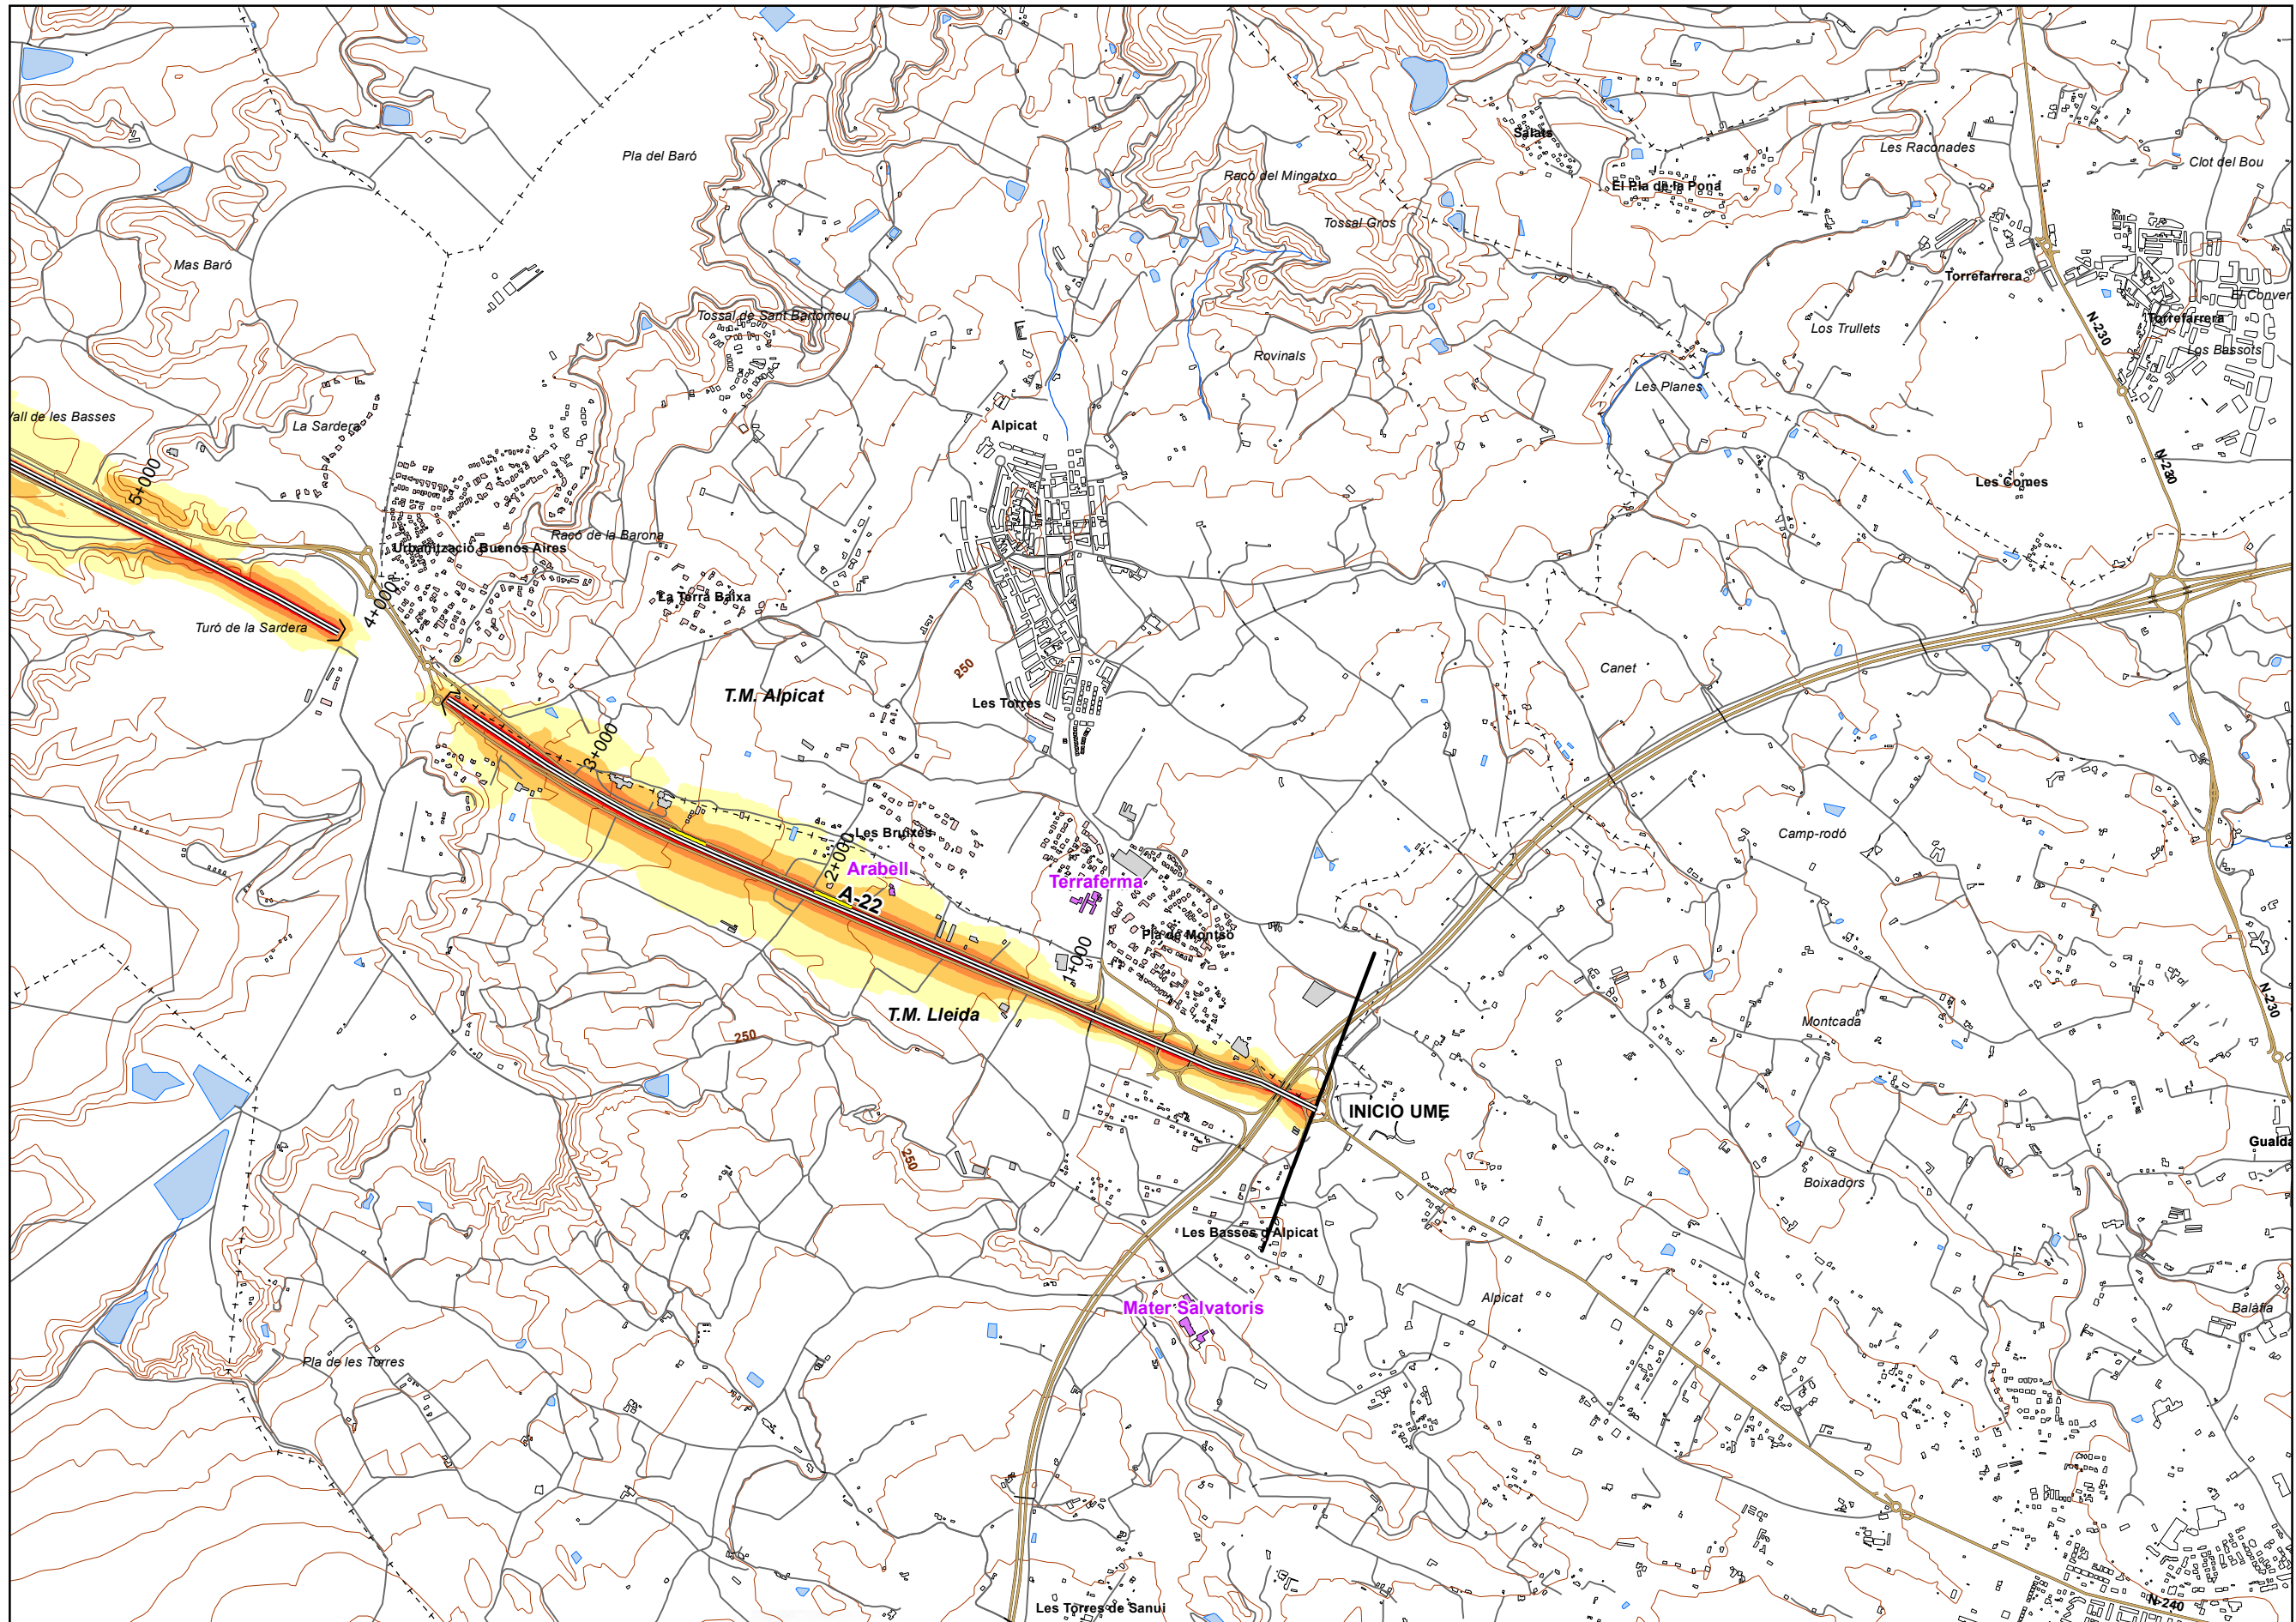 Salats
Les Raconades
Pla del Baró
Clot del Bou
Racó del Mingatxo
El Pla de la Pona
Tossal Gros
Mas Baró
Torrefarrera
El Conver
Tossal de Sant Bartomeu
Torrefarrera
Los Trullets
N-230
Los Bassots
Rovinals
Les Planes
Vall de les Basses
La Sardera
Alpicat
N-230
5+000
Les Comes
Racó de la Barona
Urbanització Buenos Aires
La Terra Baixa
4+000
Turó de la Sardera
250
Canet
T.M. Alpicat
Les Torres
3+000
Les Bruixes
Camp-rodó
2+000
Arabell
Terraferma
A-22
Pla de Montsó
1+000
N-230
T.M. Lleida
Montcada
250
INICIO UME
Gualda
250
Boixadors
Les Basses d'Alpicat
Alpicat
Mater Salvatoris
Balàfia
Pla de les Torres
N-240
Les Torres de Sanui